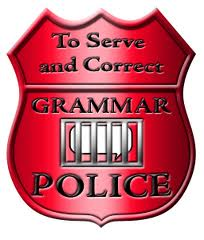 To Serve
and Correct
GRAMMAR
POLICE